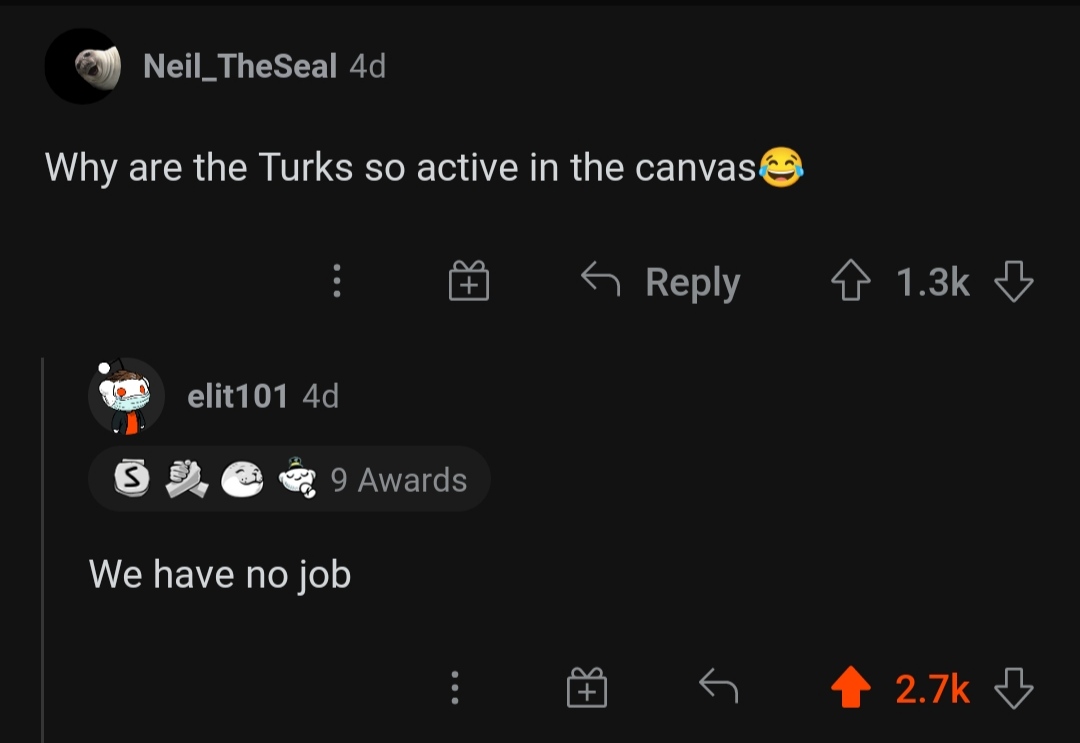 Neil_TheSeal 4d
Why are the Turks so active in the canvas😂
Reply 1.3k
elit101 4d
S 9 Awards
We have no job
2.7k